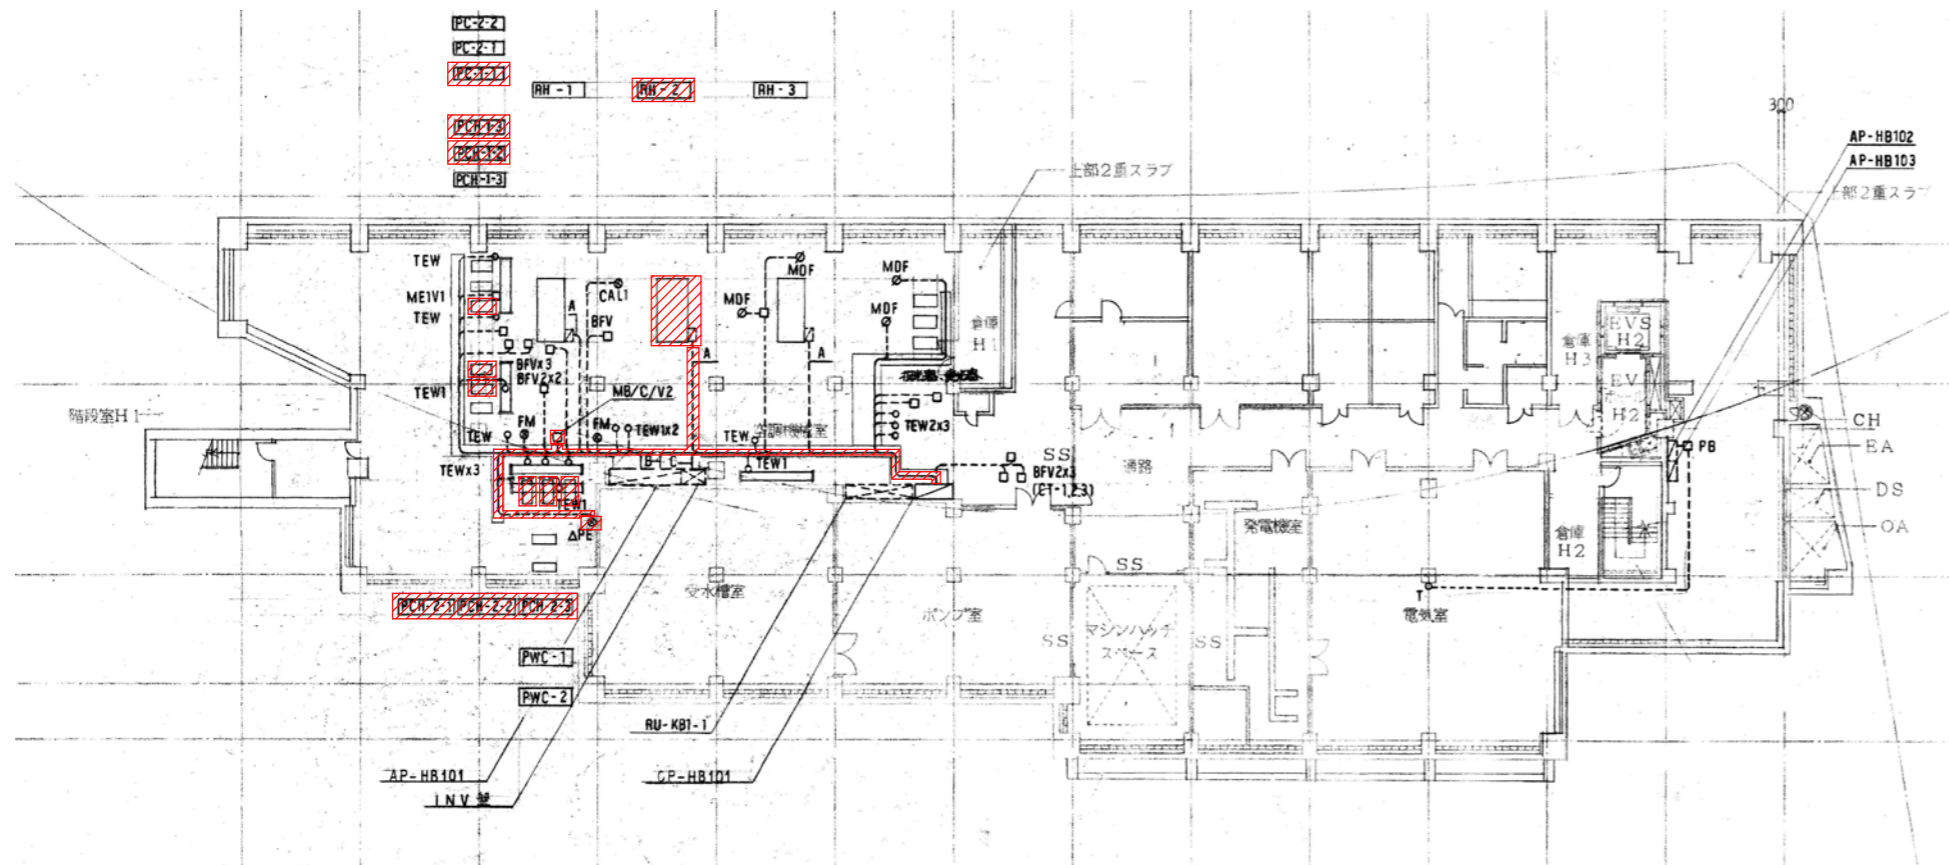 PC-2-2
PC-2-1
PC-1-1
RH-1
RH-2
RH-3
PCH-1-3
PCH-1-2
PCH-1-3
300
AP-HB102
AP-HB103
上部2重スラブ
上部2重スラブ
TEW
ME1V1
TEW
CAL1
BFV
A
MDF
MDF
MDF
MDF
A
A
倉庫
H1
BFVx3
BFV2x2
TEW1
MB/C/V2
階段室H1
TEW
FM
FM
TEW1x2
TEW
空調機械室
TEW2x3
TEWx3
B
C
TEW1
TEW1
SS
BFV2x3
(CT-1,2,3)
通路
倉庫
H3
EVS
H2
EV
H2
PB
CH
EA
DS
OA
ΔPE
発電機室
倉庫
H2
SS
PCH-2-1
PCH-2-2
PCH-2-3
受水槽室
ポンプ室
SS
マシンハッチ
スペース
SS
T
電気室
PWC-1
PWC-2
RU-KB1-1
AP-HB101
INV盤
CP-HB101